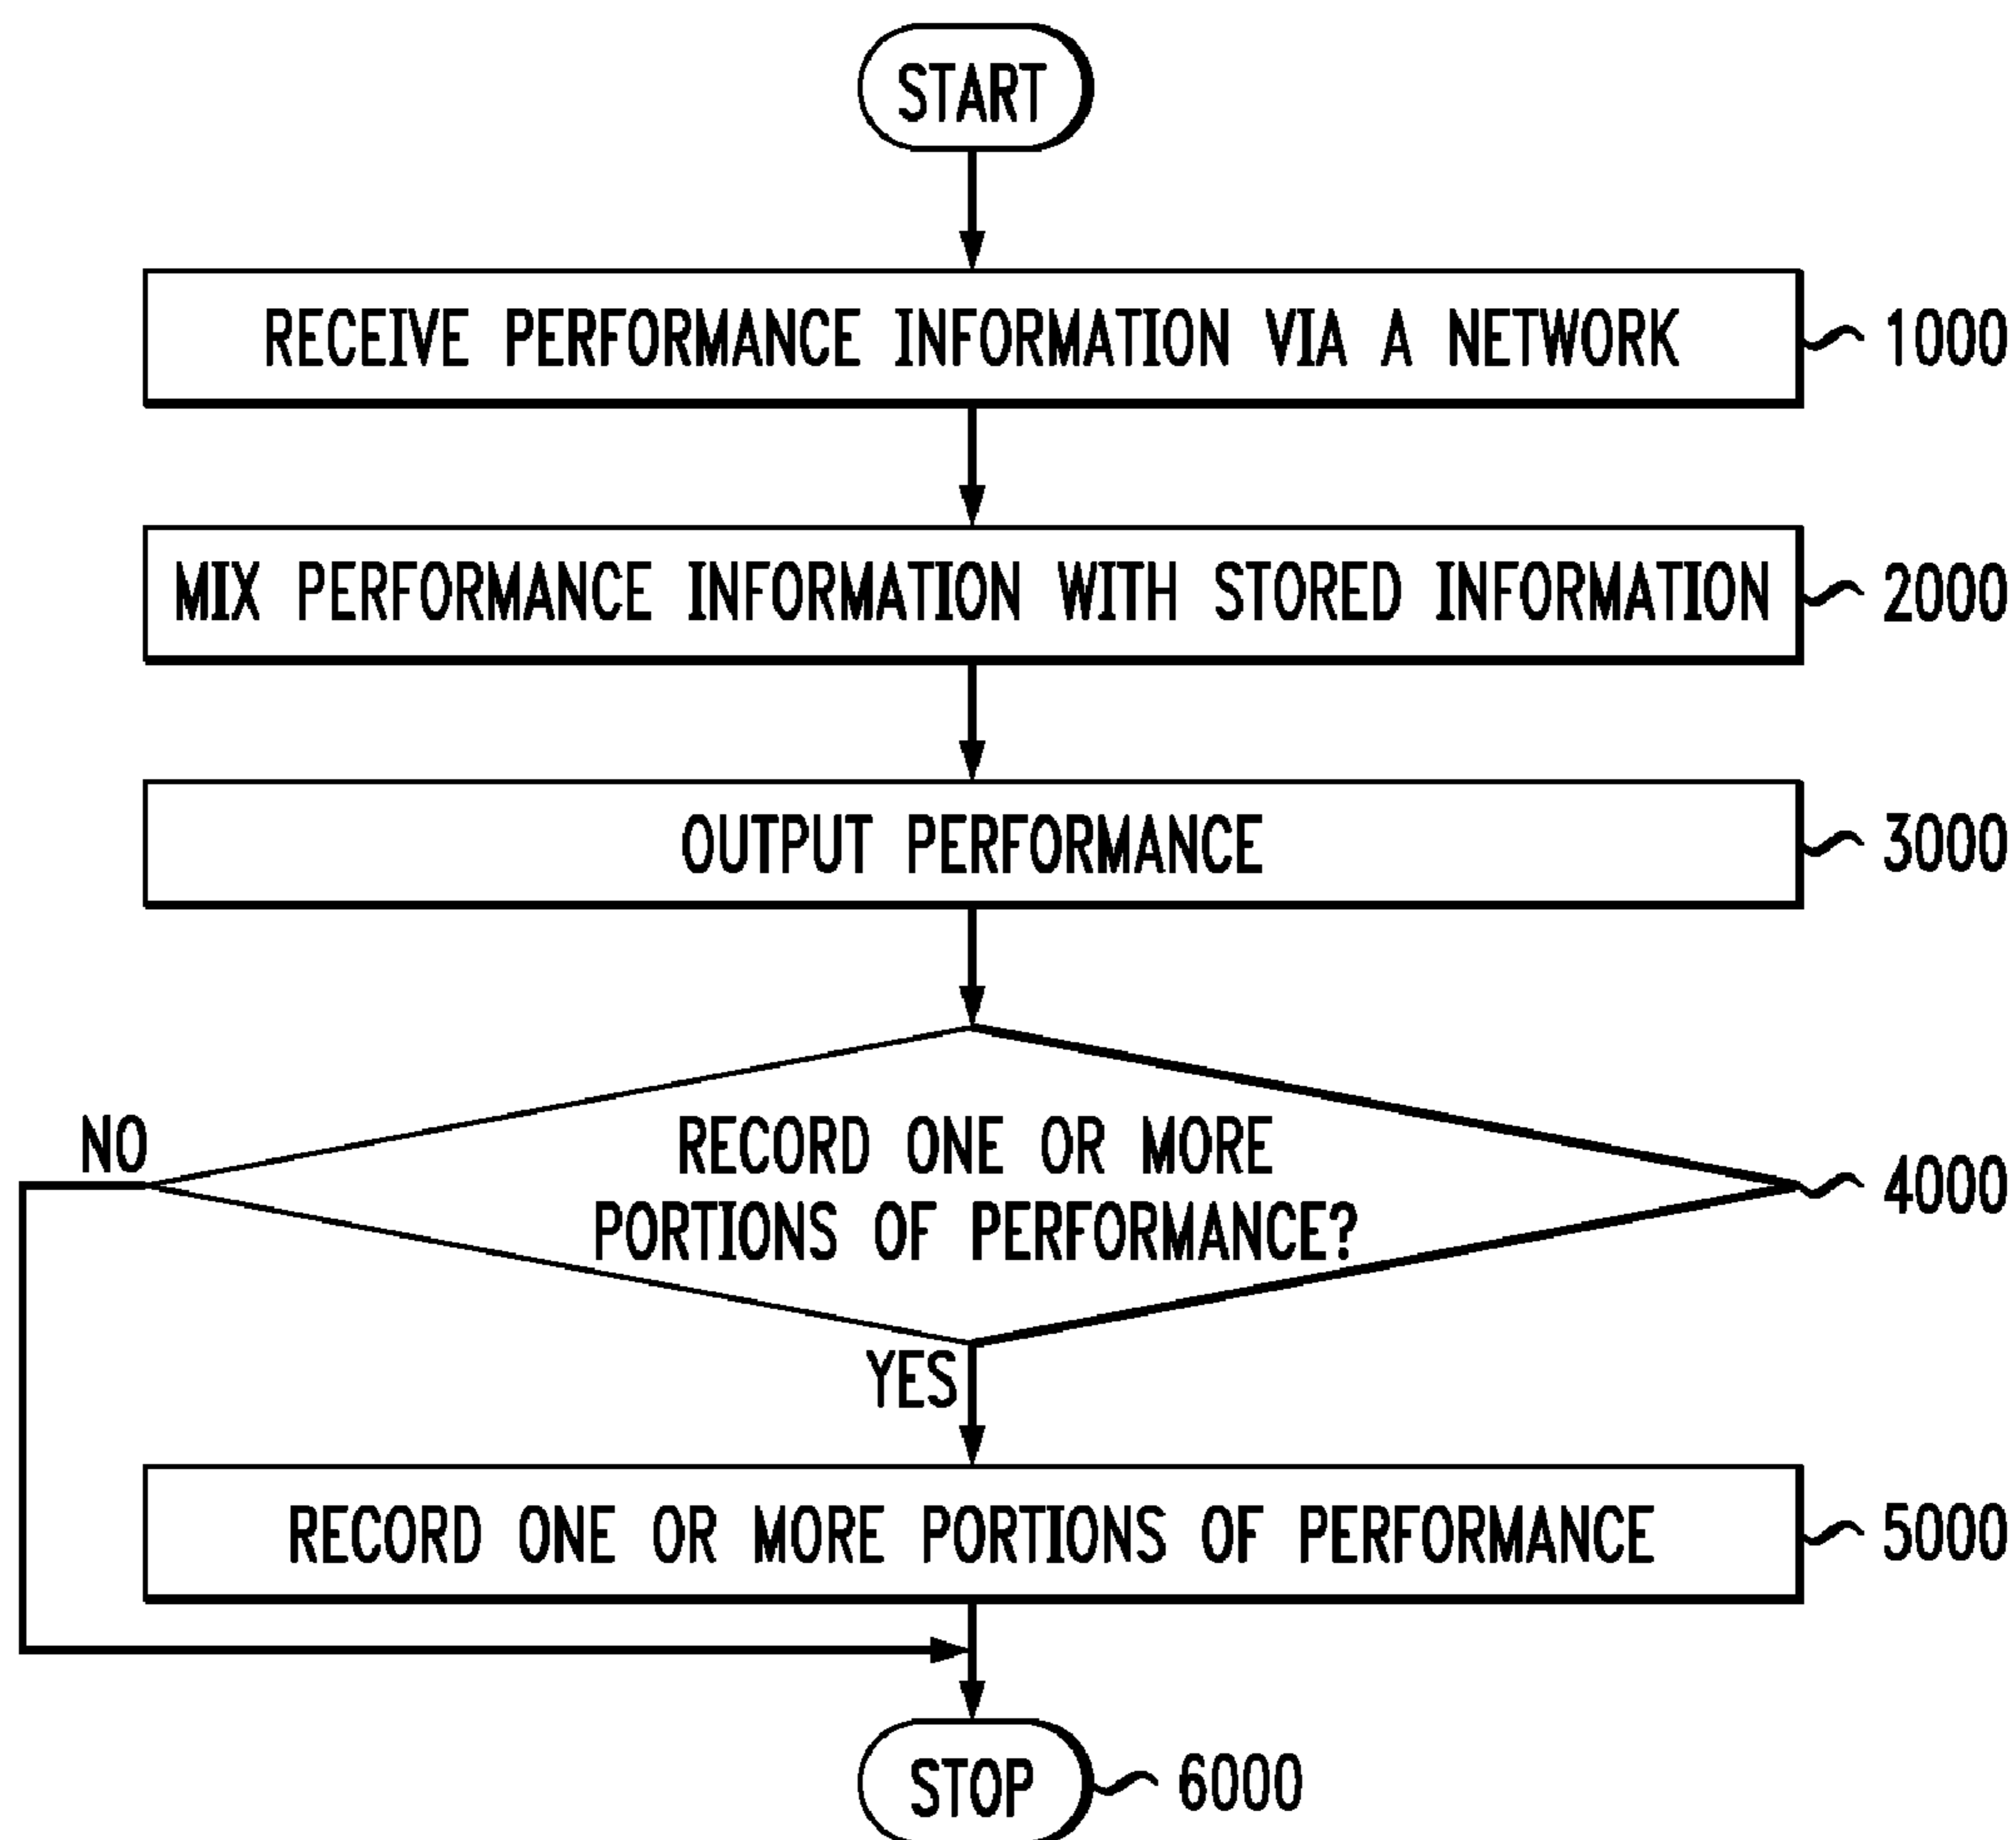 START
RECEIVE PERFORMANCE INFORMATION VIA A NETWORK
1000
MIX PERFORMANCE INFORMATION WITH STORED INFORMATION
2000
OUTPUT PERFORMANCE
3000
NO
RECORD ONE OR MORE
PORTIONS OF PERFORMANCE?
4000
YES
RECORD ONE OR MORE PORTIONS OF PERFORMANCE
5000
STOP
6000